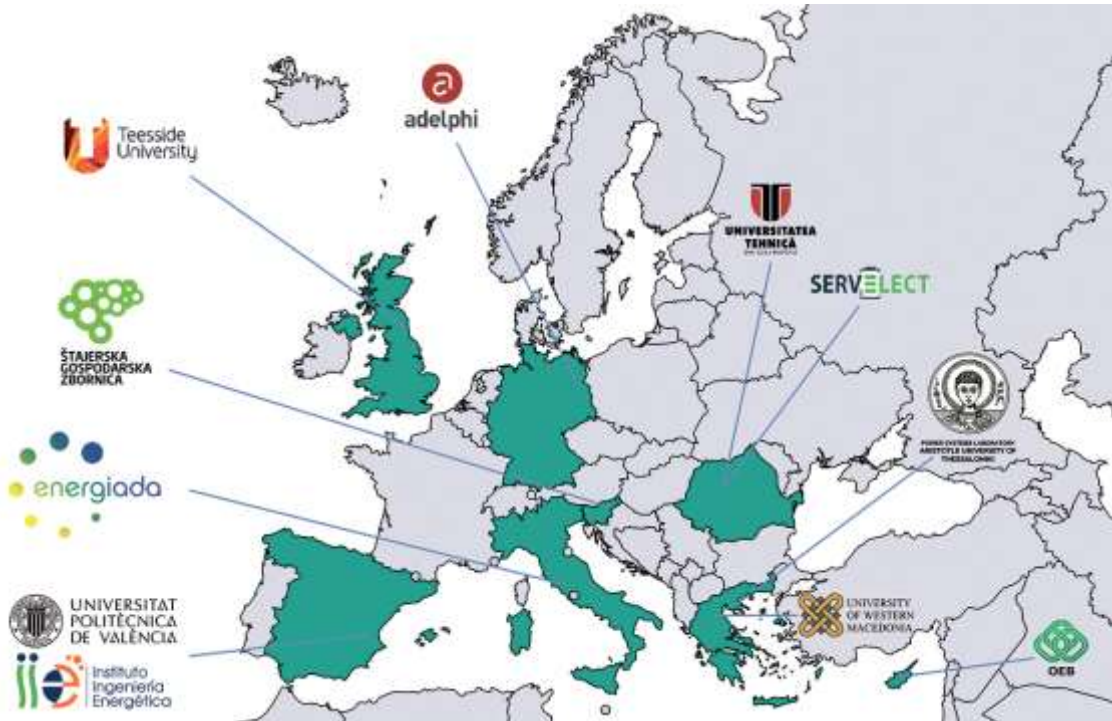 adelphi
Teesside
University
UNIVERSITATEA
TEHNICĂ
SERVELECT
ŠTAJERSKA
GOSPODARSKA
ZBORNICA
POWER SYSTEMS LABORATORY
ARISTOTLE UNIVERSITY OF
THESSALONIKI
energiada
UNIVERSITAT
POLITÈCNICA
DE VALÈNCIA
UNIVERSITY
OF WESTERN
MACEDONIA
iie
Instituto
Ingeniería
Energética
OEB